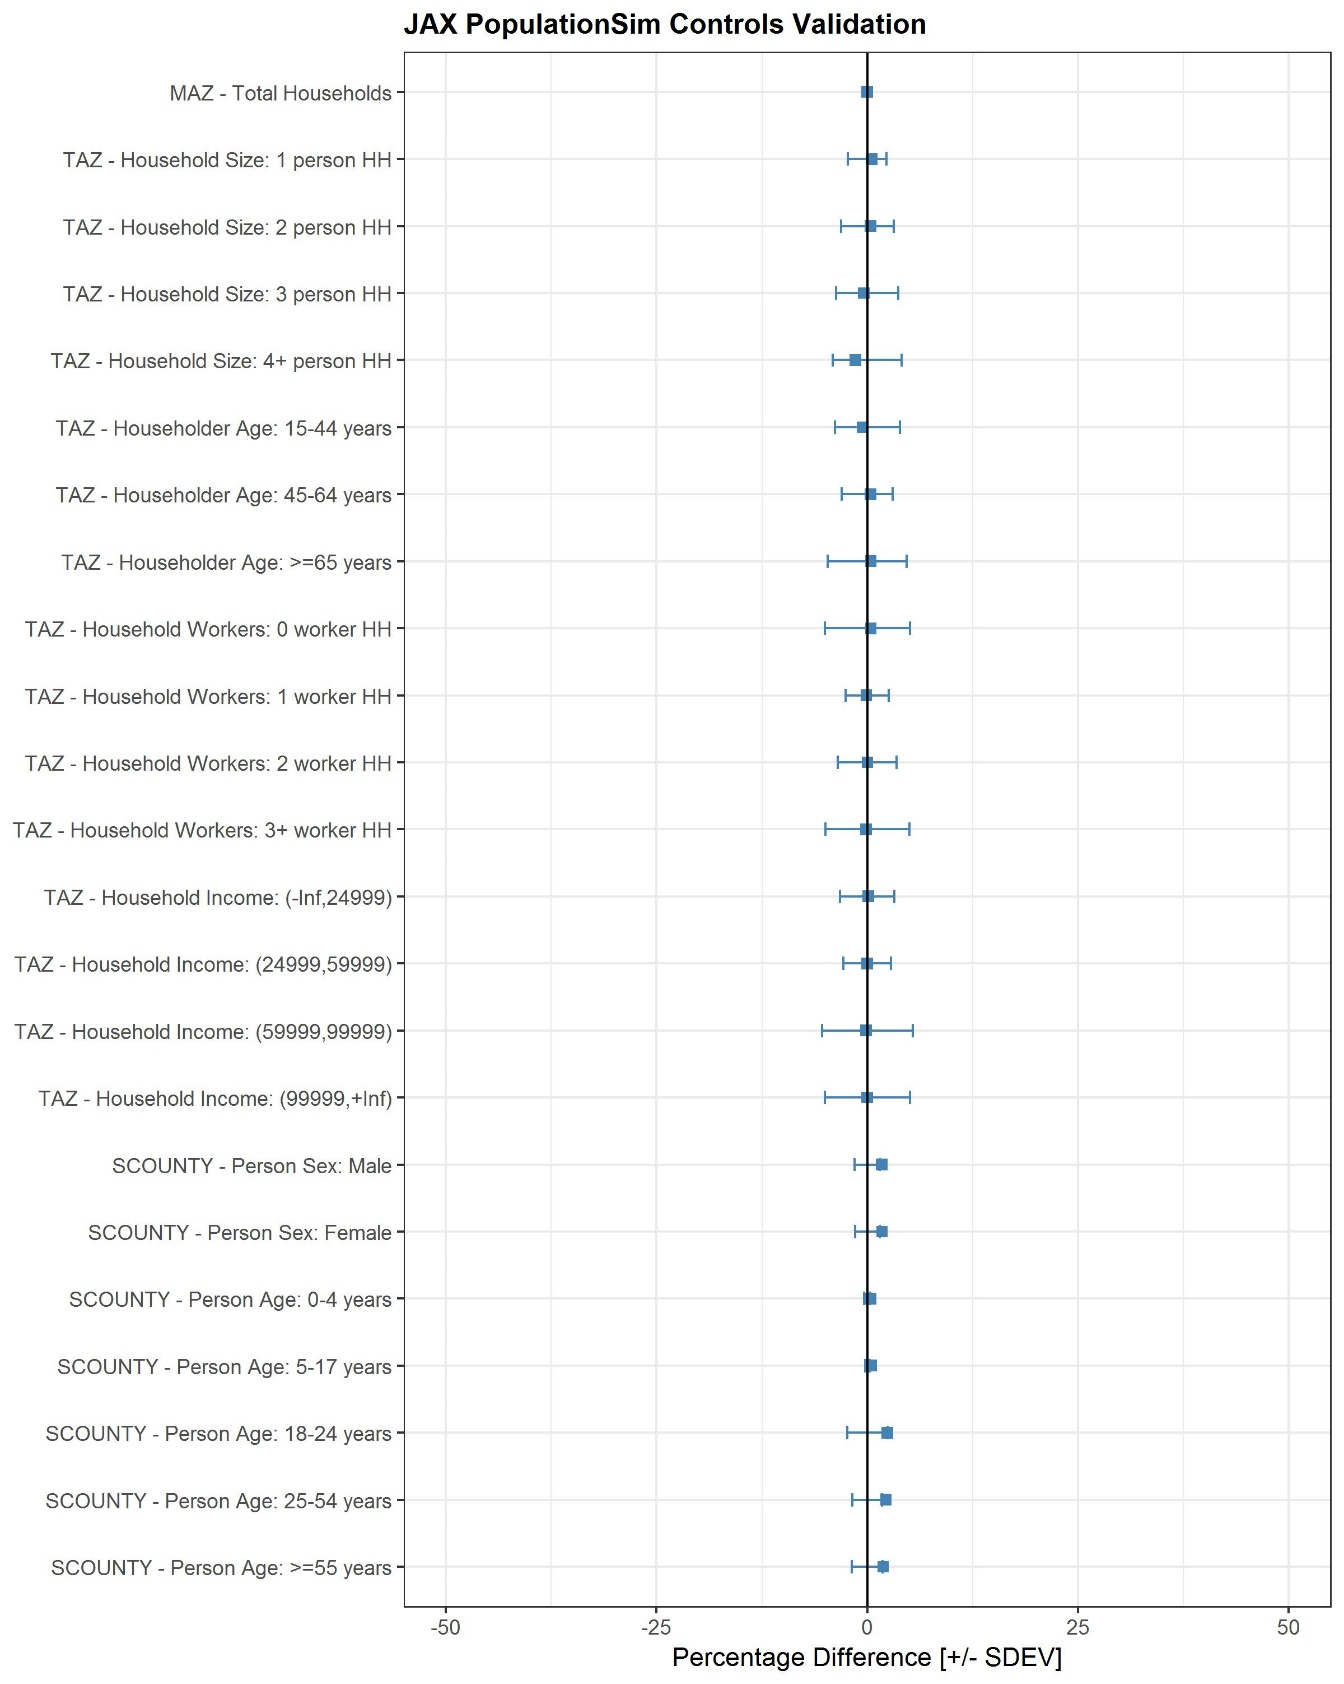 JAX PopulationSim Controls Validation
MAZ - Total Households
TAZ - Household Size: 1 person HH
TAZ - Household Size: 2 person HH
TAZ - Household Size: 3 person HH
TAZ - Household Size: 4+ person HH
TAZ - Householder Age: 15-44 years
TAZ - Householder Age: 45-64 years
TAZ - Householder Age: >=65 years
TAZ - Household Workers: 0 worker HH
TAZ - Household Workers: 1 worker HH
TAZ - Household Workers: 2 worker HH
TAZ - Household Workers: 3+ worker HH
TAZ - Household Income: (-Inf,24999)
TAZ - Household Income: (24999,59999)
TAZ - Household Income: (59999,99999)
TAZ - Household Income: (99999,+Inf)
SCOUNTY - Person Sex: Male
SCOUNTY - Person Sex: Female
SCOUNTY - Person Age: 0-4 years
SCOUNTY - Person Age: 5-17 years
SCOUNTY - Person Age: 18-24 years
SCOUNTY - Person Age: 25-54 years
SCOUNTY - Person Age: >=55 years
-50 -25 0 25 50
Percentage Difference [+/- SDEV]